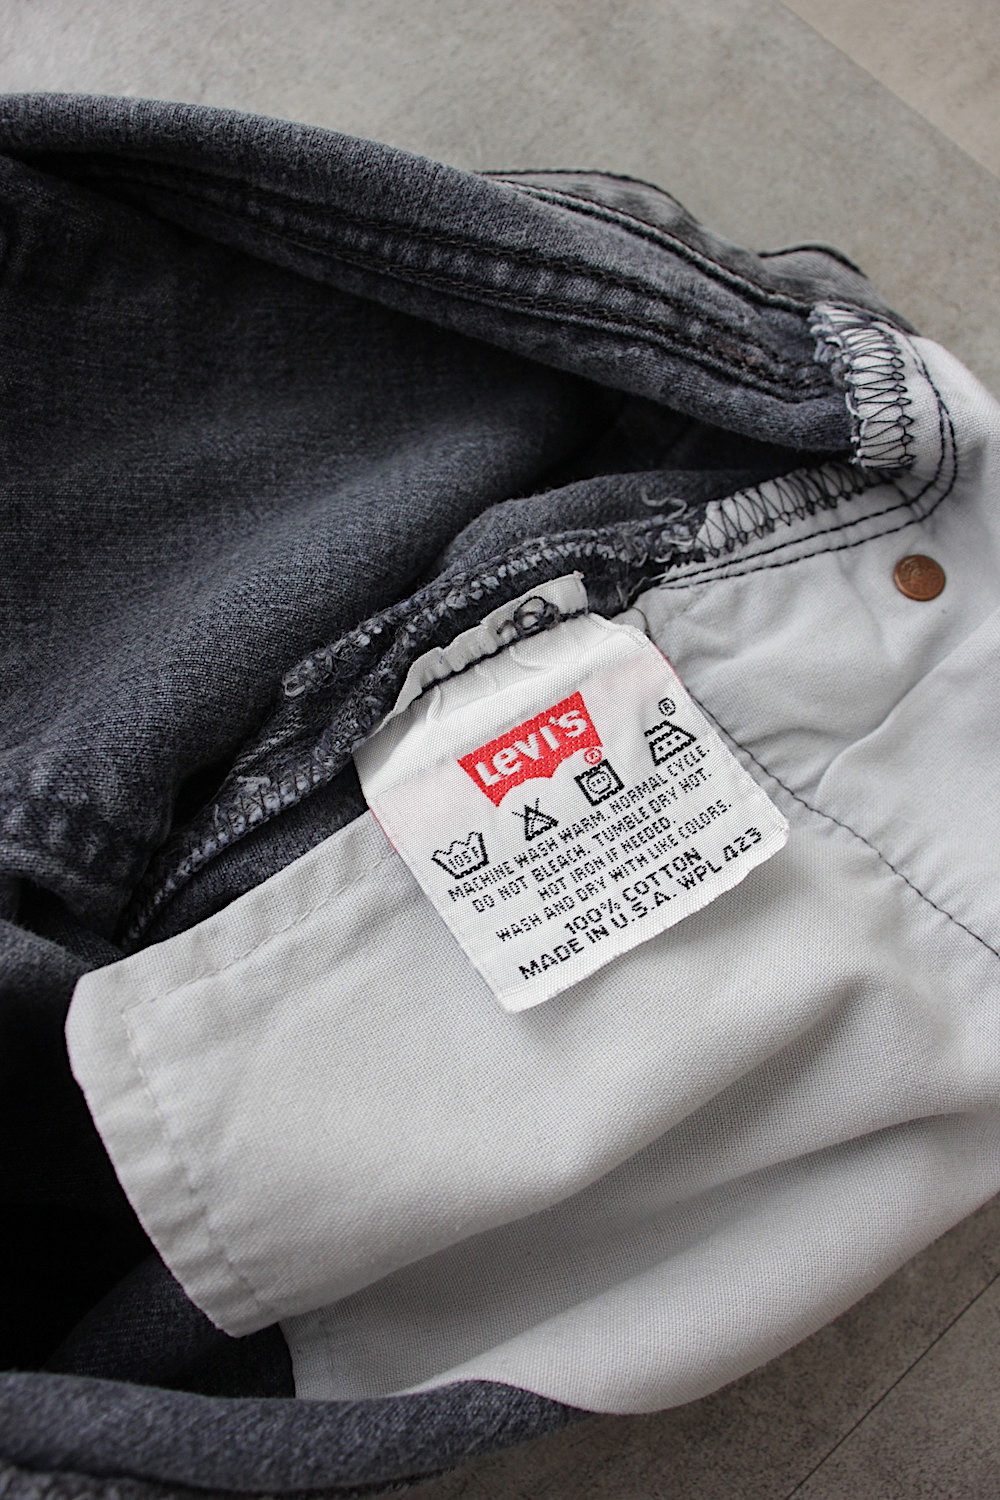 Levi's
®
®
105F
MACHINE WASH WARM. NORMAL CYCLE.
DO NOT BLEACH. TUMBLE DRY HOT.
HOT IRON IF NEEDED.
WASH AND DRY WITH LIKE COLORS.
100% COTTON
MADE IN U.S.A. WPL 423